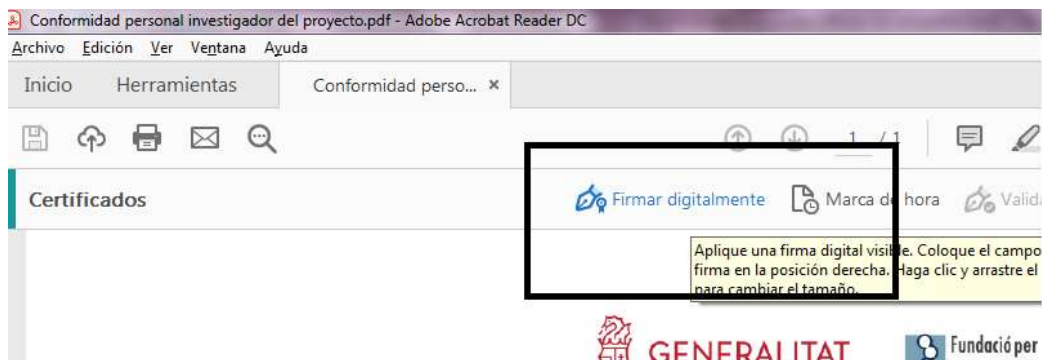 Conformidad personal investigador del proyecto.pdf - Adobe Acrobat Reader DC
Archivo Edición Ver Ventana Ayuda
Inicio Herramientas Conformidad perso... ×
1 / 1
Certificados Firmar digitalmente Marca de hora Valid
Aplique una firma digital visible. Coloque el campo
firma en la posición derecha. Haga clic y arrastre el
para cambiar el tamaño.
GENERALITAT Fundació per